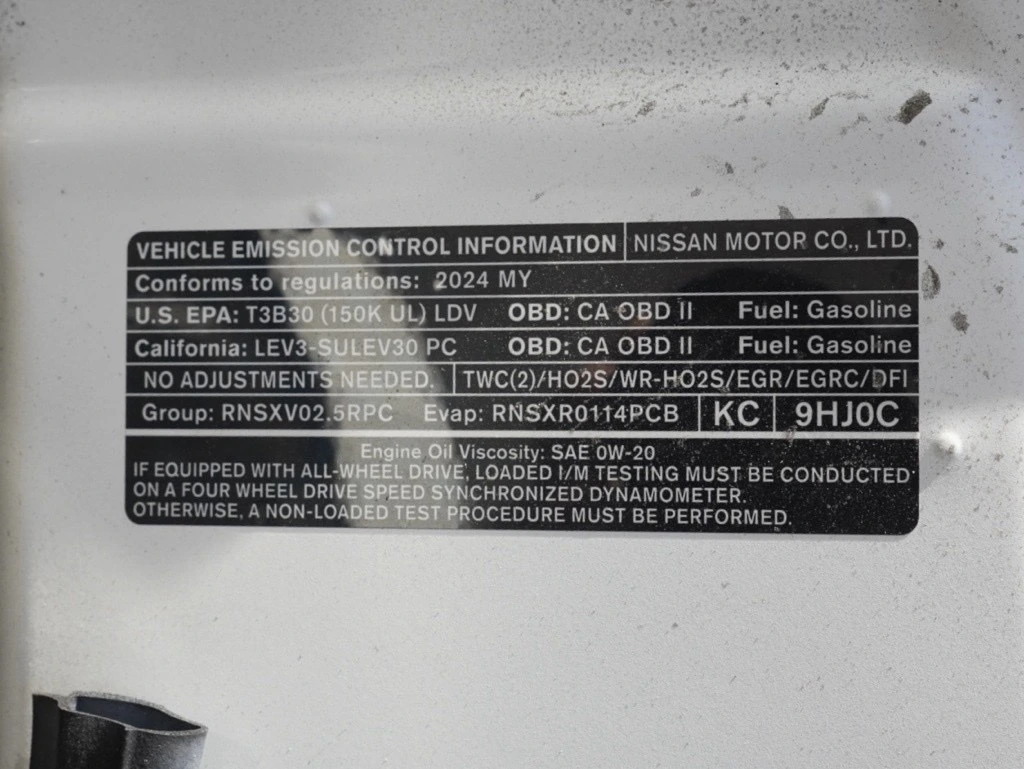 VEHICLE EMISSION CONTROL INFORMATION NISSAN MOTOR CO., LTD.
Conforms to regulations: 2024 MY
U.S. EPA: T3B30 (150K UL) LDV OBD: CA OBD II Fuel: Gasoline
California: LEV3-SULEV30 PC OBD: CA OBD II Fuel: Gasoline
NO ADJUSTMENTS NEEDED. TWC(2)/HO2S/WR-HO2S/EGR/EGRC/DFI
Group: RNSXV02.5RPC Evap: RNSXR0114PCB KC 9HJ0C
Engine Oil Viscosity: SAE 0W-20
IF EQUIPPED WITH ALL-WHEEL DRIVE, LOADED I/M TESTING MUST BE CONDUCTED
ON A FOUR WHEEL DRIVE SPEED SYNCHRONIZED DYNAMOMETER.
OTHERWISE, A NON-LOADED TEST PROCEDURE MUST BE PERFORMED.